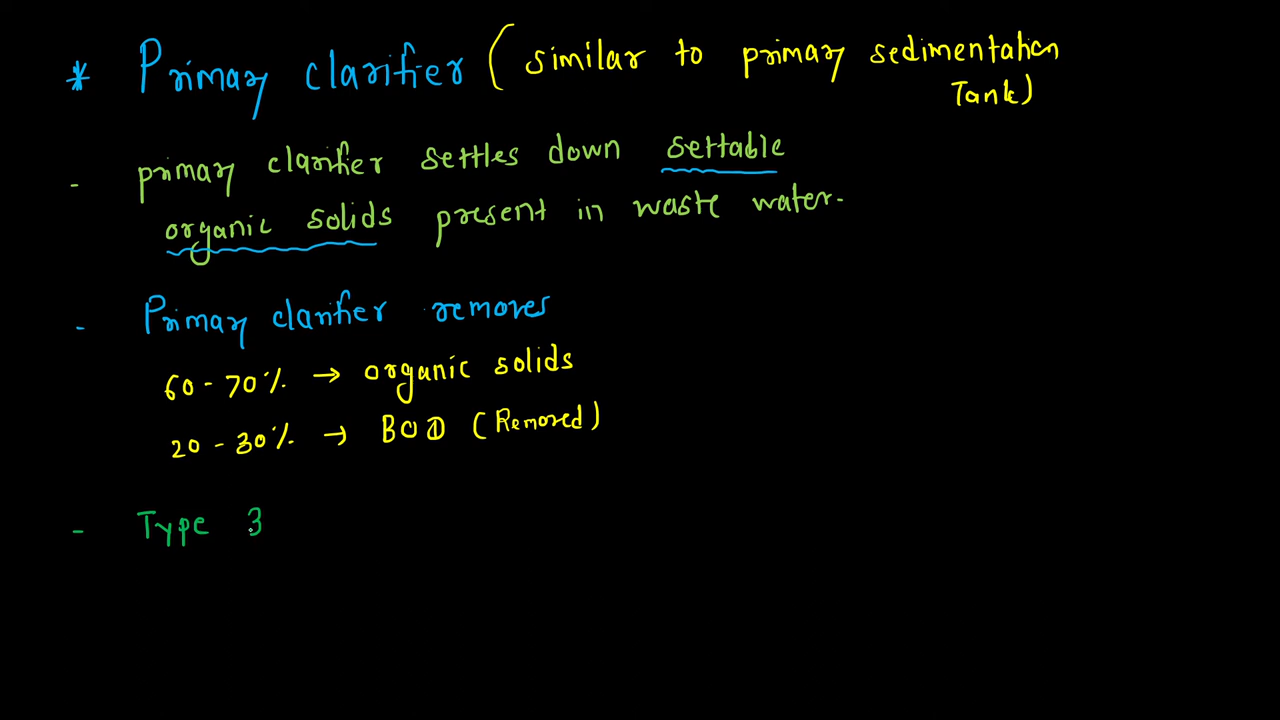 * Primary clarifier (similar to primary sedimentation
Tank)
- primary clarifier settles down settable
organic solids present in waste water.
- Primary clarifier removes
60 - 70% → organic solids
20 - 30% → BOD (Removed)
- Type 3